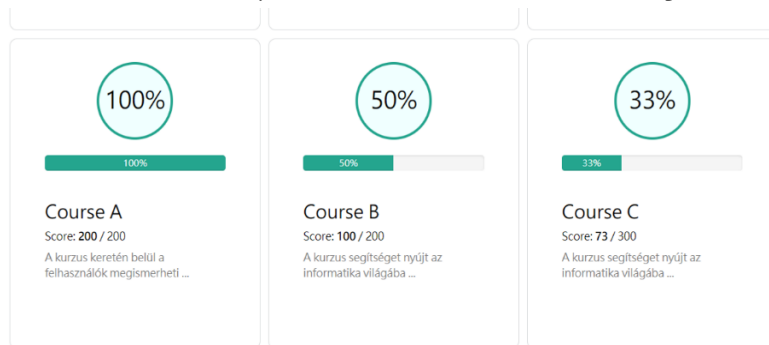 100%
50%
33%
100%
50%
33%
Course A
Course B
Course C
Score: 200 / 200
Score: 100 / 200
Score: 73 / 300
A kurzus keretén belül a
felhasználók megismerheti ...
A kurzus segítséget nyújt az
informatika világába ...
A kurzus segítséget nyújt az
informatika világába ...